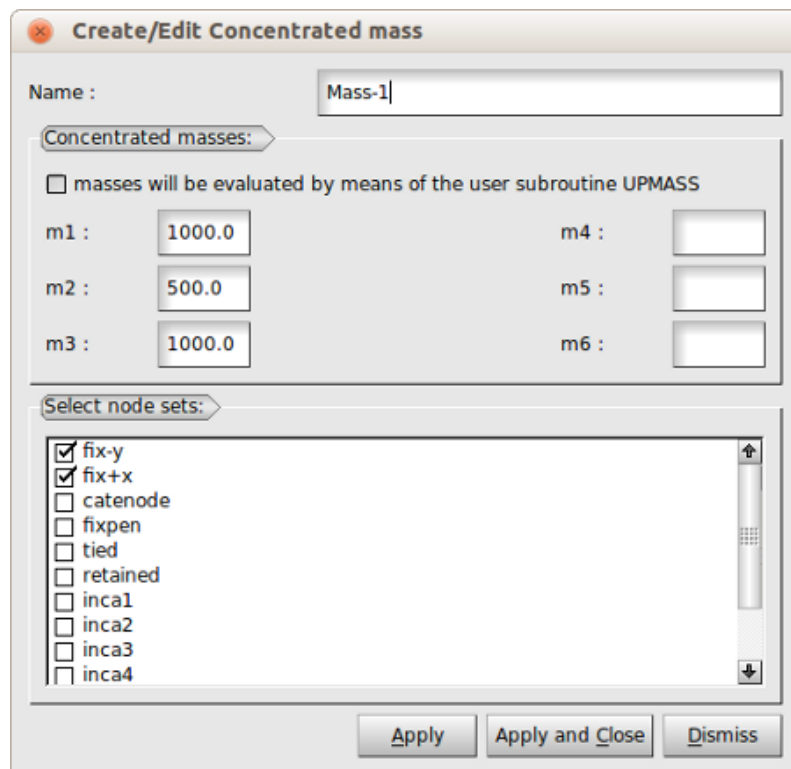 Create/Edit Concentrated mass
Name : Mass-1
Concentrated masses:
masses will be evaluated by means of the user subroutine UPMASS
m1 : 1000.0 m4 :
m2 : 500.0 m5 :
m3 : 1000.0 m6 :
Select node sets:
fix-y
fix+x
catenode
fixpen
tied
retained
inca1
inca2
inca3
inca4
Apply Apply and Close Dismiss